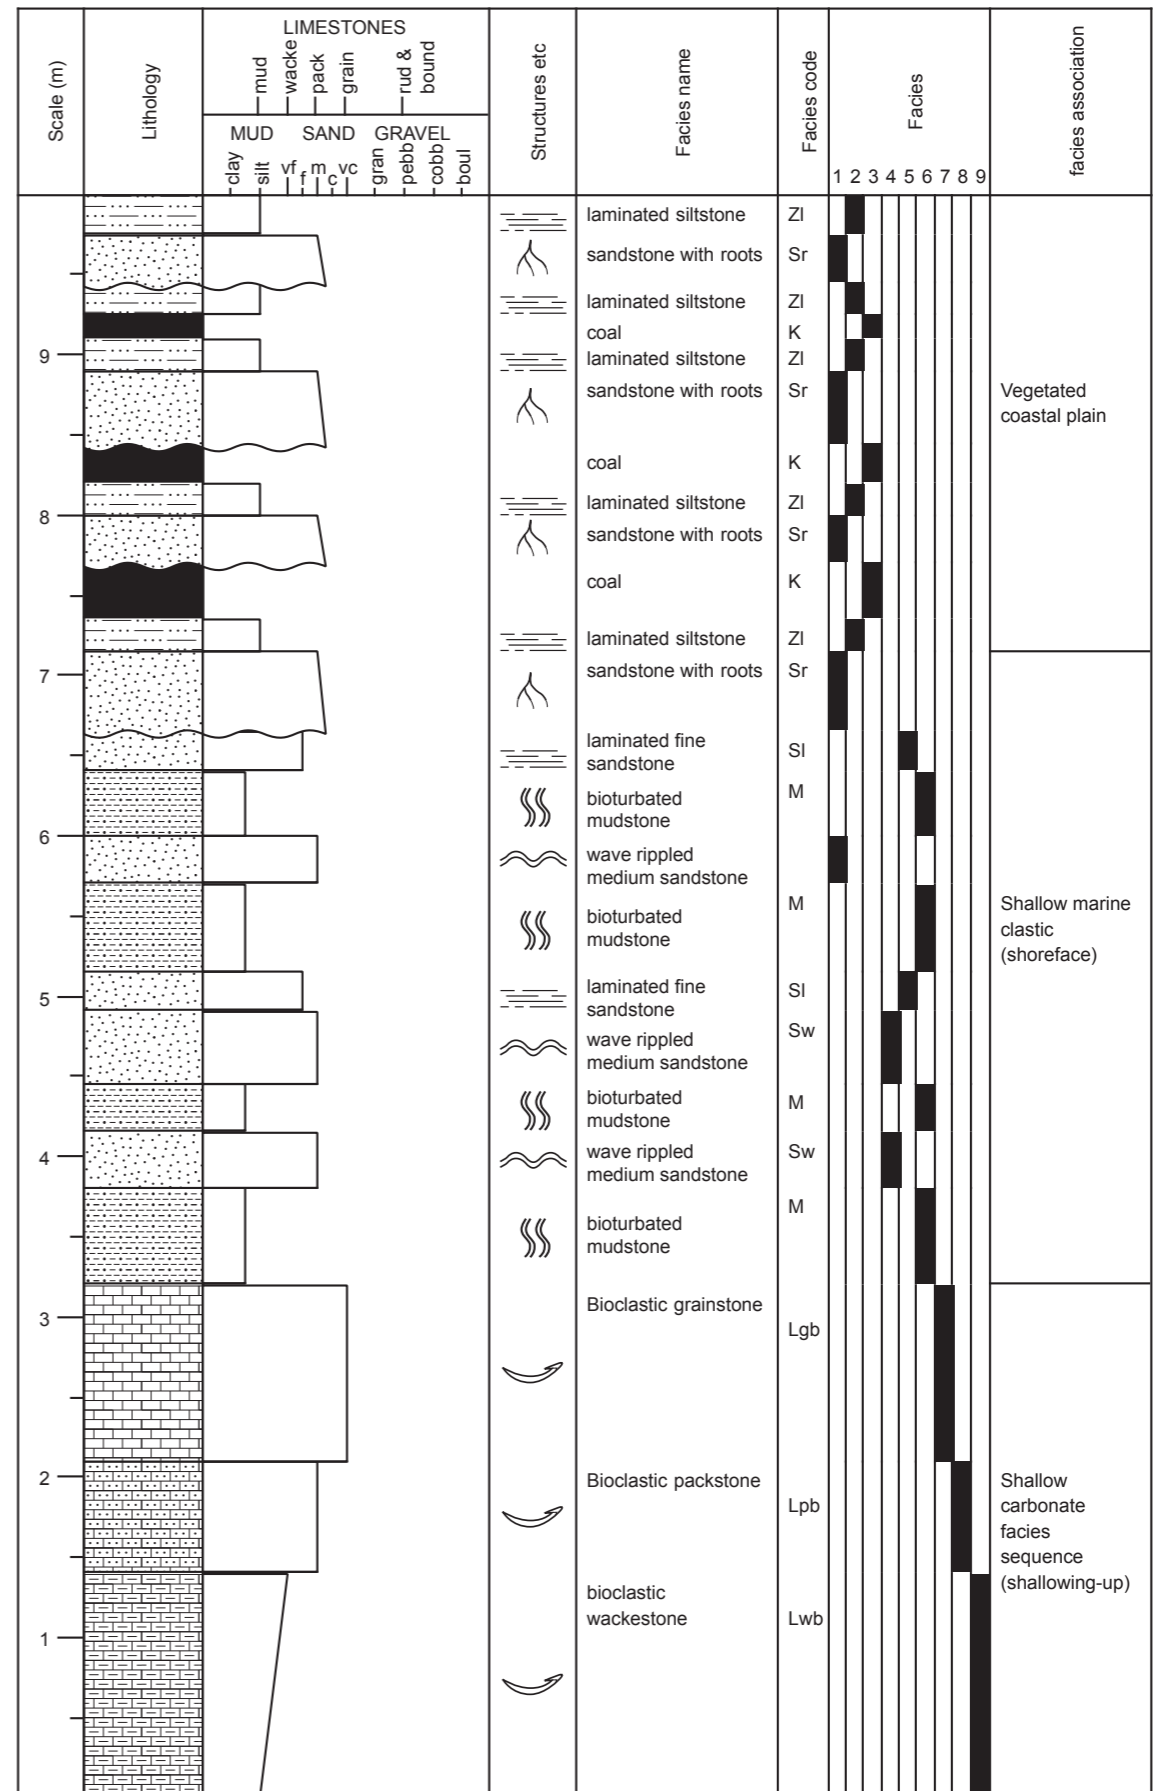 LIMESTONES
Scale (m)
Lithology
mud
wacke
pack
grain
rud &
bound
MUD SAND GRAVEL
clay
silt
vf
f
m
c
vc
gran
pebb
cobb
boul
Structures etc
Facies name
Facies code
Facies
1 2 3 4 5 6 7 8 9
facies association
laminated siltstone Zl
sandstone with roots Sr
laminated siltstone Zl
coal K
9
laminated siltstone Zl
sandstone with roots Sr
Vegetated
coastal plain
coal K
laminated siltstone Zl
8
sandstone with roots Sr
coal K
laminated siltstone Zl
7
sandstone with roots Sr
laminated fine
sandstone
Sl
M
bioturbated
mudstone
6
wave rippled
medium sandstone
M
bioturbated
mudstone
Shallow marine
clastic
(shoreface)
5
laminated fine
sandstone
Sl
wave rippled
medium sandstone
Sw
bioturbated
mudstone
M
4
wave rippled
medium sandstone
Sw
M
bioturbated
mudstone
3
Bioclastic grainstone
Lgb
2
Bioclastic packstone
Lpb
Shallow
carbonate
facies
sequence
(shallowing-up)
bioclastic
wackestone
Lwb
1